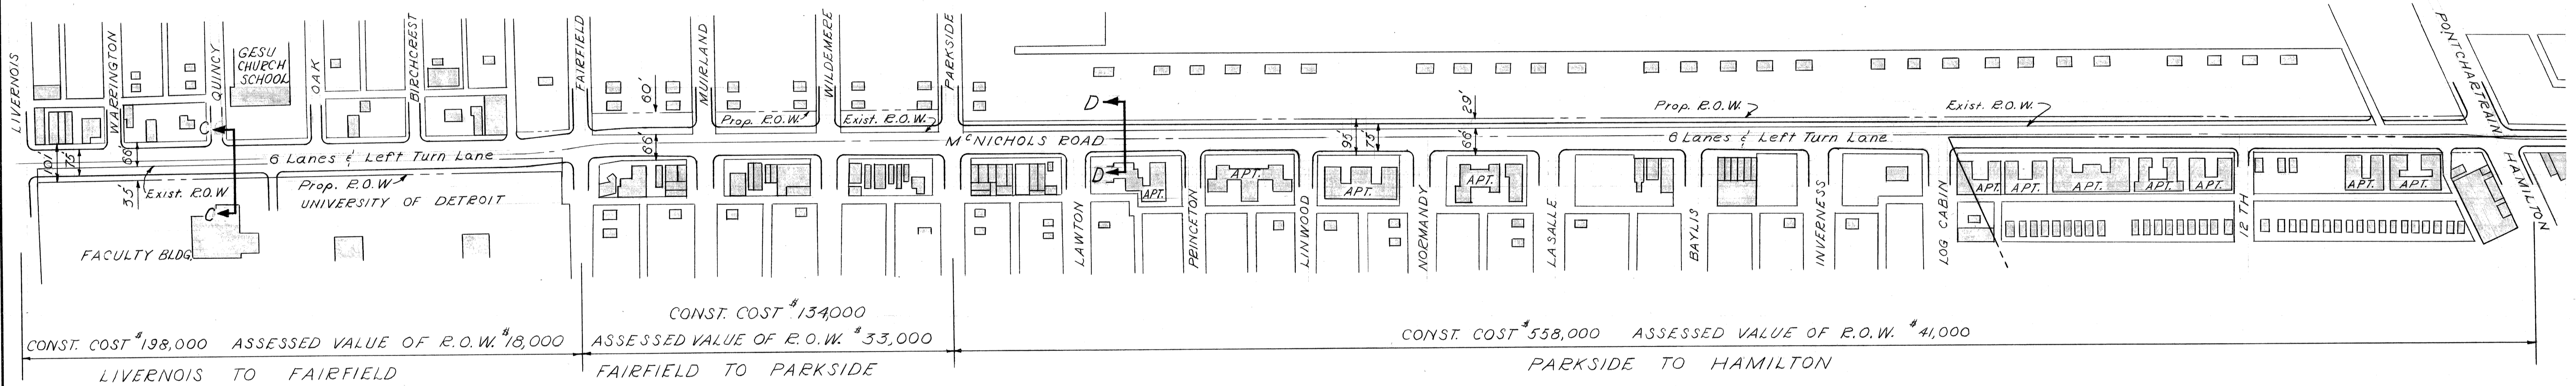 LIVERNOIS
WARRINGTON
QUINCY
GESU
CHURCH
SCHOOL
OAK
BIRCHCREST
FAIRFIELD
MUIRLAND
WILDEMERE
PARKSIDE
PONTCHARTRAIN
60'
Prop. R.O.W.
Exist. R.O.W.
D
29'
Prop. R.O.W.
Exist. R.O.W.
C
101'
75'
66'
6 Lanes & Left Turn Lane
66'
McNICHOLS ROAD
95'
75'
66'
6 Lanes & Left Turn Lane
35'
Exist. R.O.W
Prop. R.O.W
UNIVERSITY OF DETROIT
C
FACULTY BLDG.
D
APT.
APT.
APT.
APT.
APT.
APT.
APT.
APT.
APT.
APT.
APT.
LAWTON
PRINCETON
LINWOOD
NORMANDY
LASALLE
BAYLIS
INVERNESS
LOG CABIN
12 TH
HAMILTON
CONST. COST $198,000 ASSESSED VALUE OF R.O.W. $18,000
LIVERNOIS TO FAIRFIELD
CONST. COST $134,000
ASSESSED VALUE OF R.O.W. $33,000
FAIRFIELD TO PARKSIDE
CONST. COST $558,000 ASSESSED VALUE OF R.O.W. $41,000
PARKSIDE TO HAMILTON